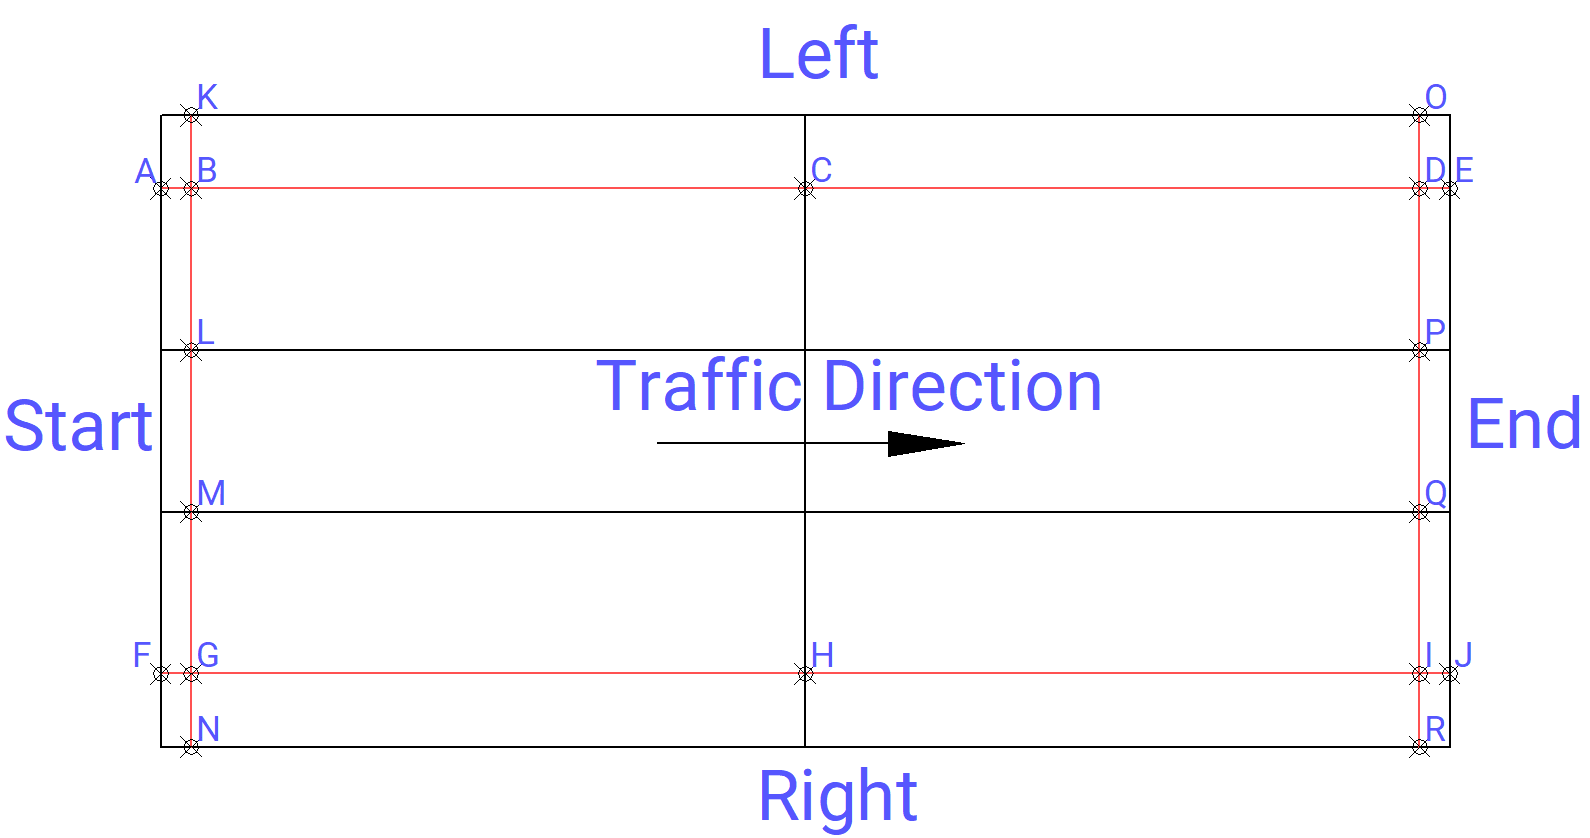 Left
K O
A B C D E
L P
Traffic Direction
Start End
M Q
F G H I J
N R
Right